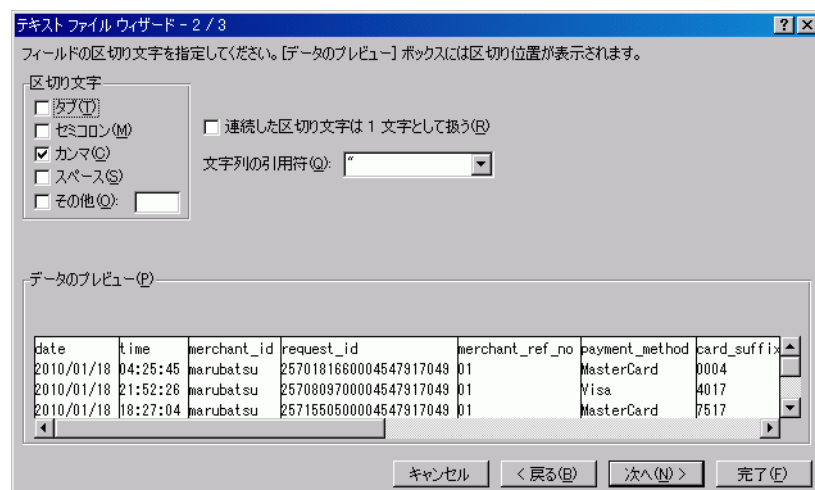 テキスト ファイル ウィザード - 2 / 3
フィールドの区切り文字を指定してください。[データのプレビュー] ボックスには区切り位置が表示されます。
区切り文字
タブ(T)
セミコロン(M)
カンマ(C)
スペース(S)
その他(O):
連続した区切り文字は 1 文字として扱う(R)
文字列の引用符(Q): "
データのプレビュー(P)
date time merchant_id request_id merchant_ref_no payment_method card_suffix
2010/01/18 04:25:45 marubatsu 2570181660004547917049 01 MasterCard 0004
2010/01/18 21:52:26 marubatsu 2570809700004547917049 01 Visa 4017
2010/01/18 18:27:04 marubatsu 2571550500004547917049 01 MasterCard 7517
キャンセル < 戻る(B) 次へ(N) > 完了(F)